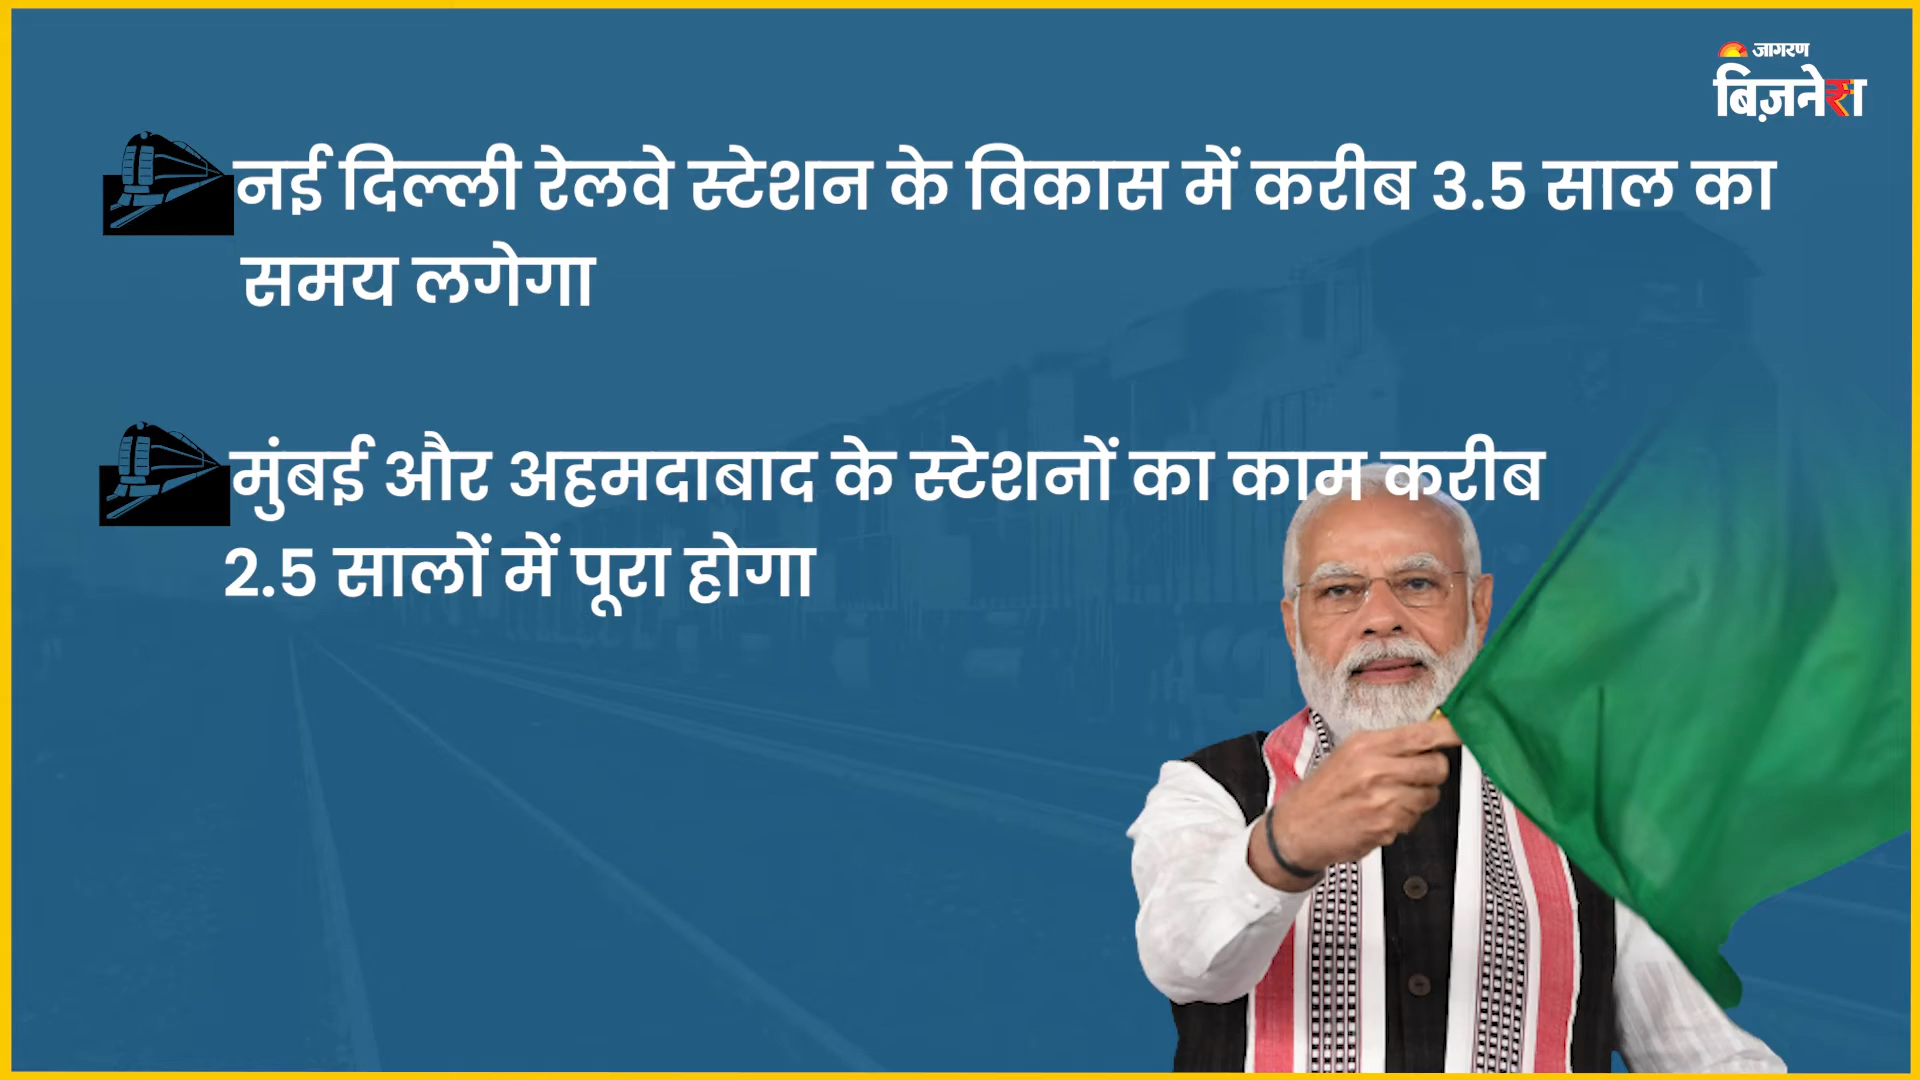 जागरण
बिज़नेस
नई दिल्ली रेलवे स्टेशन के विकास में करीब 3.5 साल का
समय लगेगा
मुंबई और अहमदाबाद के स्टेशनों का काम करीब
2.5 सालों में पूरा होगा